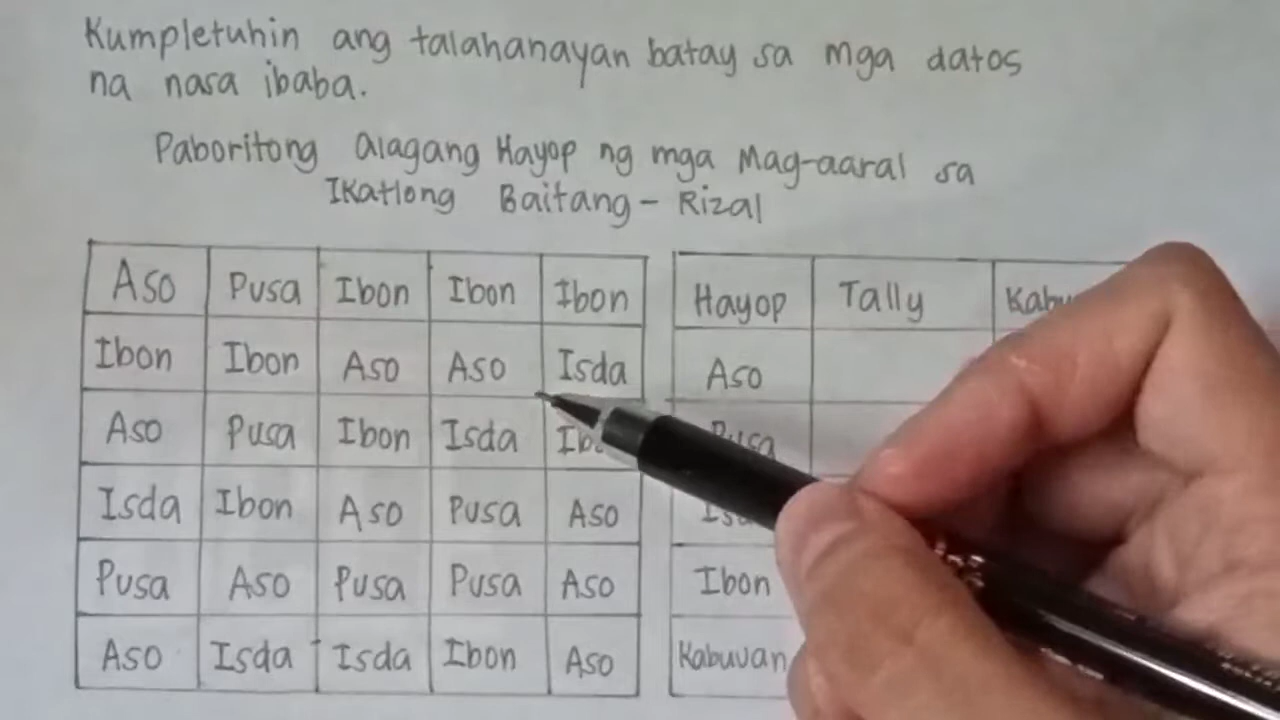 Kumpletuhin ang talahanayan batay sa mga datos
na nasa ibaba.
Paboritong Alagang Hayop ng mga Mag-aaral sa
Ikatlong Baitang - Rizal
Aso Pusa Ibon Ibon Ibon
Ibon Ibon Aso Aso Isda
Aso Pusa Ibon Isda
Isda Ibon Aso Pusa Aso
Pusa Aso Pusa Pusa Aso
Aso Isda Isda Ibon Aso
Hayop Tally
Aso
Pusa
Ibon
Kabuuan